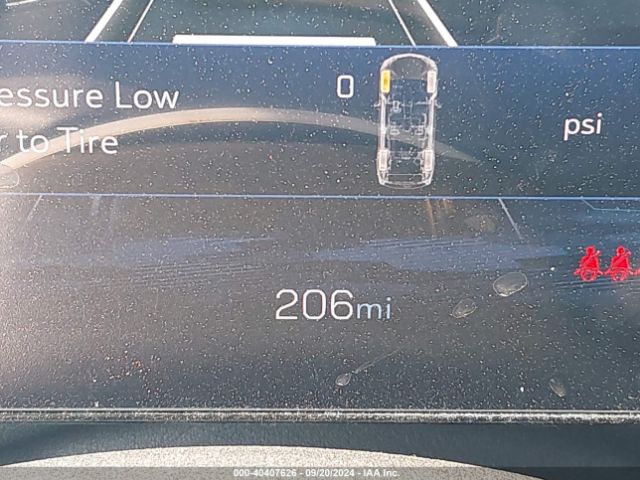 essure Low
0
r to Tire
psi
206mi
000-40407626 - 09/20/2024 - IAA Inc.